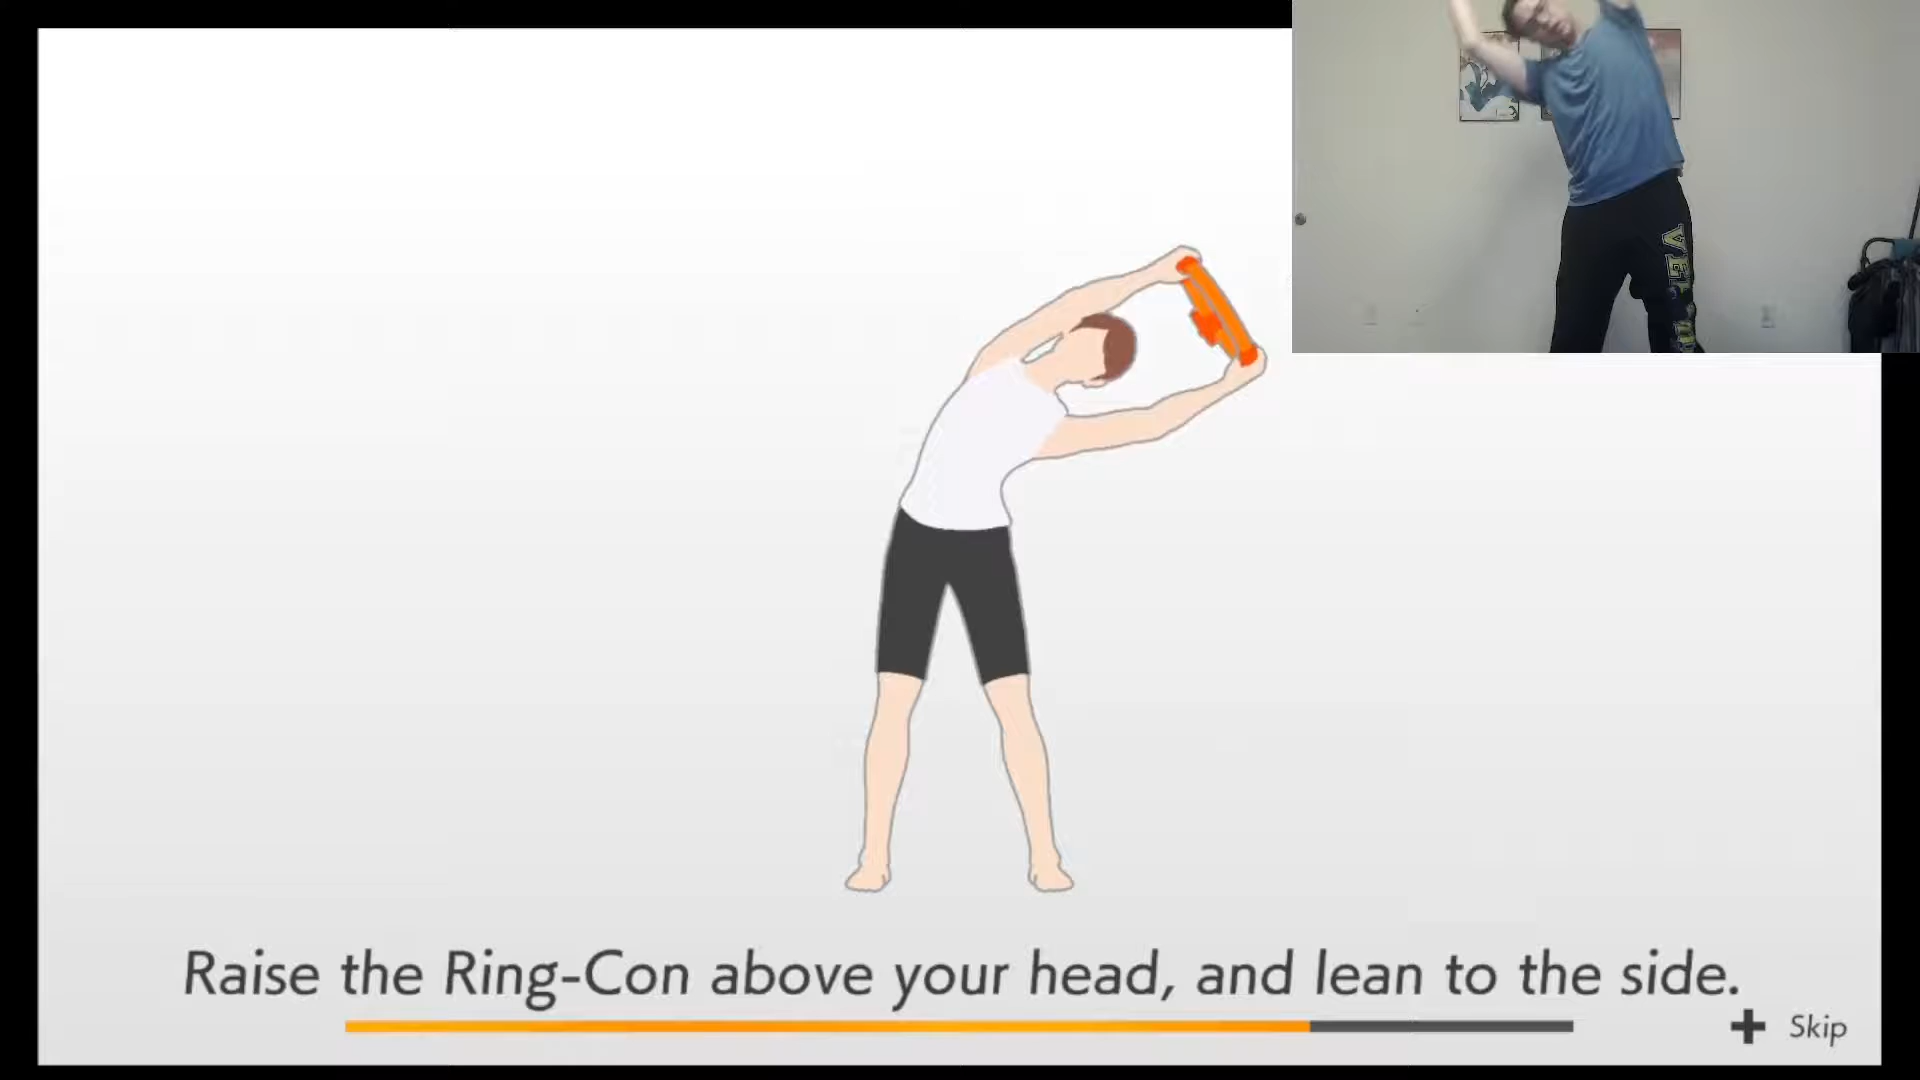 Raise the Ring-Con above your head, and lean to the side.
Skip